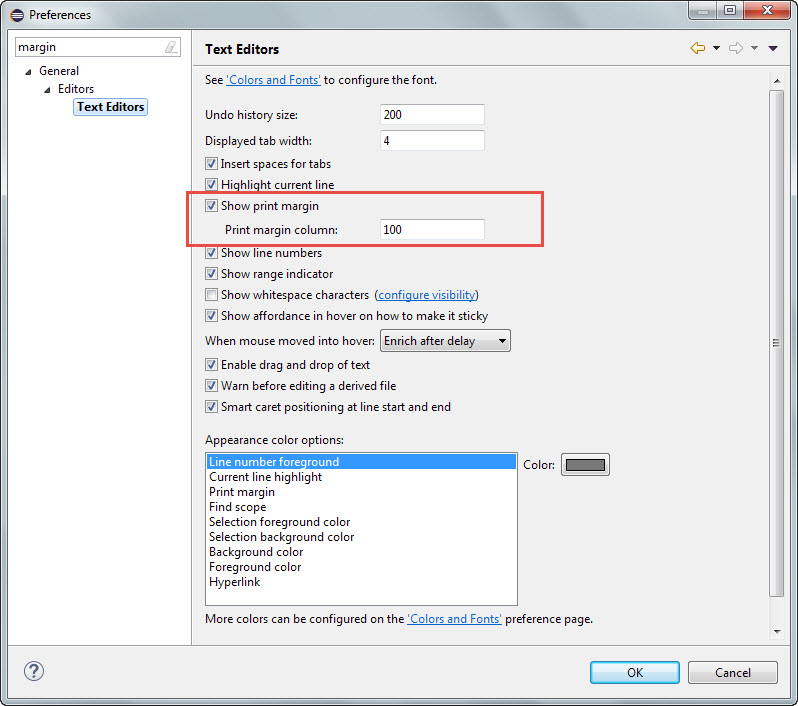 Preferences
margin
General
Editors
Text Editors
Text Editors
See 'Colors and Fonts' to configure the font.
Undo history size: 200
Displayed tab width: 4
Insert spaces for tabs
Highlight current line
Show print margin
Print margin column: 100
Show line numbers
Show range indicator
Show whitespace characters (configure visibility)
Show affordance in hover on how to make it sticky
When mouse moved into hover: Enrich after delay
Enable drag and drop of text
Warn before editing a derived file
Smart caret positioning at line start and end
Appearance color options:
Line number foreground
Color:
Current line highlight
Print margin
Find scope
Selection foreground color
Selection background color
Background color
Foreground color
Hyperlink
More colors can be configured on the 'Colors and Fonts' preference page.
?
OK
Cancel